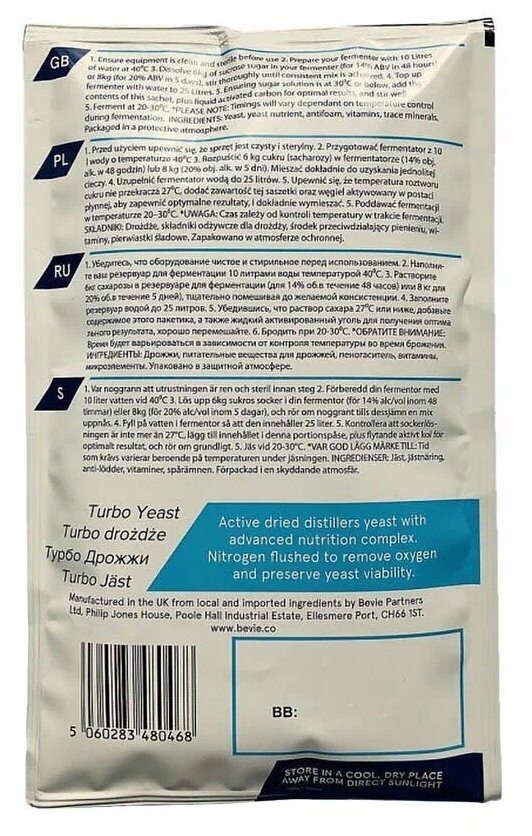 GB
1. Ensure equipment is clean and sterile before use 2. Prepare your fermenter with 10 Litres
of water at 40⁰C 3. Dissolve 6kg of sucrose sugar in your fermenter (for 14% ABV in 48 hours)
or 8kg (for 20% ABV in 5 days), stir thoroughly until consistent mix is achieved. 4. Top up
fermenter with water to 25 Litres. 5. Ensuring sugar solution is at 30⁰C or below, add the
contents of this sachet, plus liquid activated carbon for optimal results, and stir well
5. Ferment at 20-30⁰C. *PLEASE NOTE: Timings will vary dependant on temperature control
during fermentation. INGREDIENTS: Yeast, yeast nutrient, antifoam, vitamins, trace minerals.
Packaged in a protective atmosphere.
PL
1. Przed użyciem upewnić się, że sprzęt jest czysty i sterylny. 2. Przygotować fermentator z 10
l wody o temperaturze 40⁰C 3. Rozpuścić 6 kg cukru (sacharozy) w fermentatorze (14% obj.
alk. w 48 godzin) lub 8 kg (20% obj. alk. w 5 dni). Mieszać dokładnie do uzyskania jednolitej
cieczy. 4. Uzupełnić fermentator wodą do 25 litrów. 5. Upewnić się, że temperatura roztworu
cukru nie przekracza 27⁰C, dodać zawartość tej saszetki oraz węgiel aktywowany w postaci
płynnej, aby zapewnić optymalne rezultaty, i dokładnie wymieszać. 5. Poddawać fermentacji
w temperaturze 20–30⁰C. *UWAGA: Czas zależy od kontroli temperatury w trakcie fermentacji.
SKŁADNIKI: Drożdże, składniki odżywcze dla drożdży, środek przeciwdziałający pienieniu, wi-
taminy, pierwiastki śladowe. Zapakowano w atmosferze ochronnej.
RU
1. Убедитесь, что оборудование чистое и стирильное перед использованием. 2. Наполни-
те ваш резервуар для ферментации 10 литрами воды температурой 40⁰C. 3. Растворите
6кг сахарозы в резервуаре для ферментации (для 14% об.в течение 48 часов) или 8 кг для
20% об.в течение 5 дней), тщательно помешивая до желаемой консистенции. 4. Заполните
резервуар водой до 25 литров. 5. Убедившись, что раствор сахара 27⁰C или ниже, добавьте
содержимое этого пакетика, а также жидкий активированный уголь для получения оптима
льного результата, хорошо перемешайте. 6. Бродить при 20-30⁰C. *ОБРАТИТЕ ВНИМАНИЕ:
Время будет варьироваться в зависимости от контроля температуры во время брожения.
ИНГРЕДИЕНТЫ: Дрожжи, питательные вещества для дрожжей, пеногаситель, витамины,
микроэлементы. Упаковано в защитной атмосфере.
S
1. Var noggrann att utrustningen är ren och steril innan steg 2. Förberedd din fermentor med
10 liter vatten vid 40⁰C 3. Lös upp 6kg sukros socker i din fermentor (för 14% alc/vol inom 48
timmar) eller 8kg (för 20% alc/vol inom 5 dagar), och rör om noggrant tills dessjämn en mix
uppnås. 4. Fyll på vatten i fermentor så att den innehåller 25 liter. 5. Kontrollera att sockerlös-
ningen är inte mer än 27⁰C, lägg till innehållet i denna portionspåse, plus flytande aktivt kol för
optimalt resultat, och rör om grundligt. 5. Jäs vid 20-30⁰C. *VAR GOD LÄGG MÄRKE TILL: Tid
som krävs varierar beroende på temperaturen under jäsningen. INGREDIENSER: Jäst, jästnäring,
anti-lödder, vitaminer, spårämnen. Förpackad i en skyddande atmosfär.
Turbo Yeast
Turbo drożdże
Турбо Дрожжи
Turbo Jäst
Active dried distillers yeast with
advanced nutrition complex.
Nitrogen flushed to remove oxygen
and preserve yeast viability.
Manufactured in the UK from local and imported ingredients by Bevie Partners
Ltd, Philip Jones House, Poole Hall Industrial Estate, Ellesmere Port, CH66 1ST.
www.bevie.co
5 060283 480468
BB:
STORE IN A COOL, DRY PLACE
AWAY FROM DIRECT SUNLIGHT